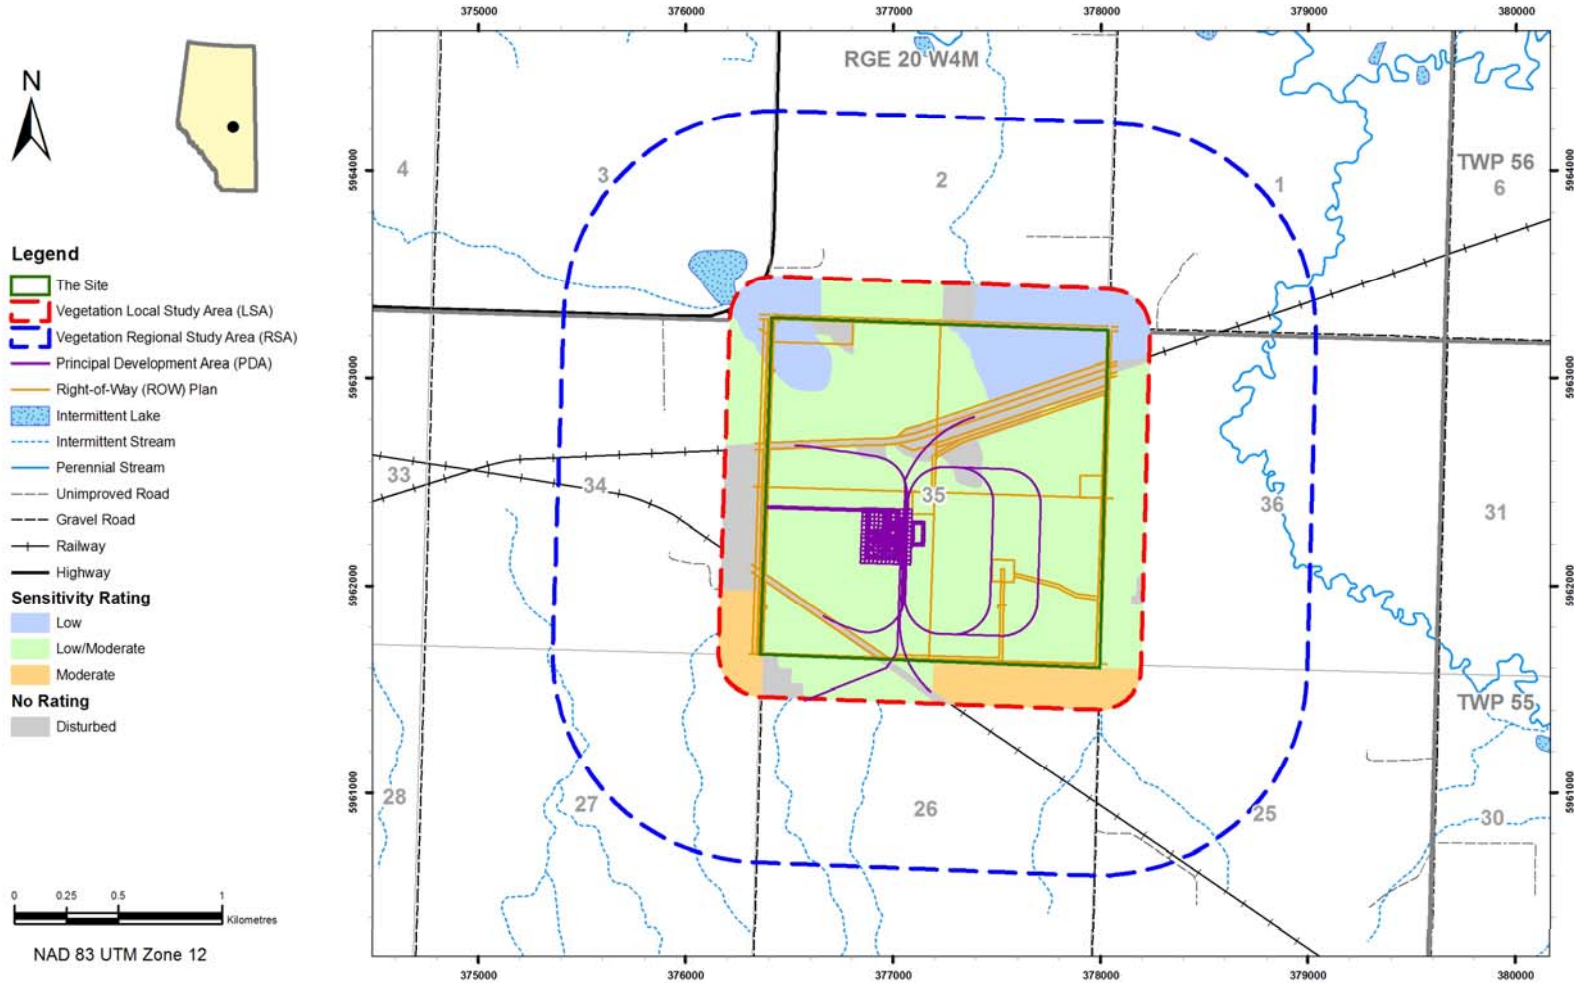 375000 376000 377000 378000 379000 380000
N
RGE 20 W4M
4 3 2 1
TWP 56
6
5964000 5964000
Legend
The Site
Vegetation Local Study Area (LSA)
Vegetation Regional Study Area (RSA)
Principal Development Area (PDA)
Right-of-Way (ROW) Plan
Intermittent Lake
Intermittent Stream
Perennial Stream
Unimproved Road
Gravel Road
Railway
Highway
Sensitivity Rating
Low
Low/Moderate
Moderate
No Rating
Disturbed
5963000 5963000
33 34 35 36 31
5962000 5962000
TWP 55
5961000 5961000
28 27 26 25 30
0 0.25 0.5 1
Kilometres
NAD 83 UTM Zone 12
375000 376000 377000 378000 379000 380000